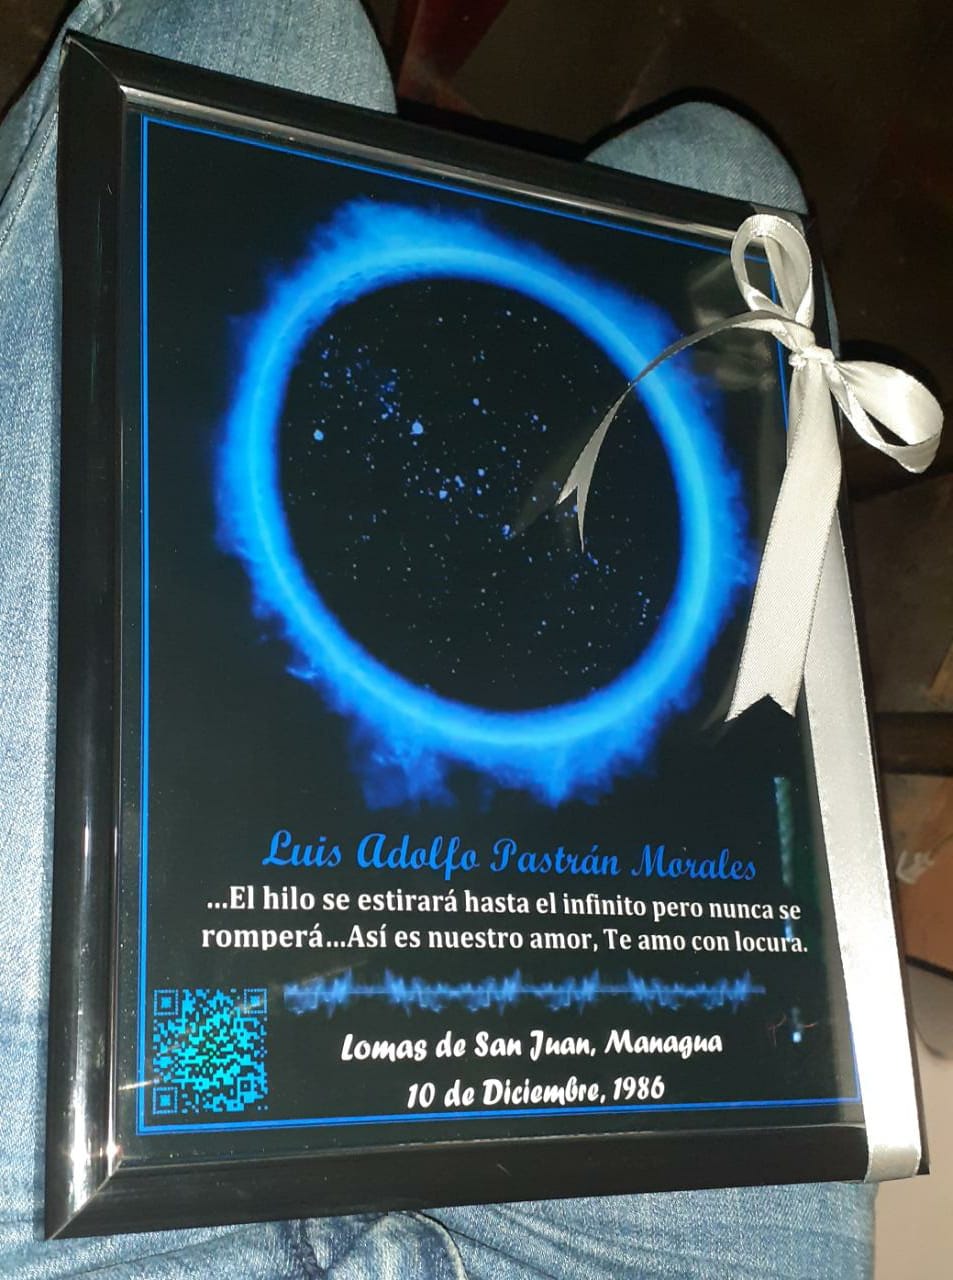 Luis Adolfo Pastrán Morales
...El hilo se estirará hasta el infinito pero nunca se
romperá...Así es nuestro amor, Te amo con locura.
Lomas de San Juan, Managua
10 de Diciembre, 1986